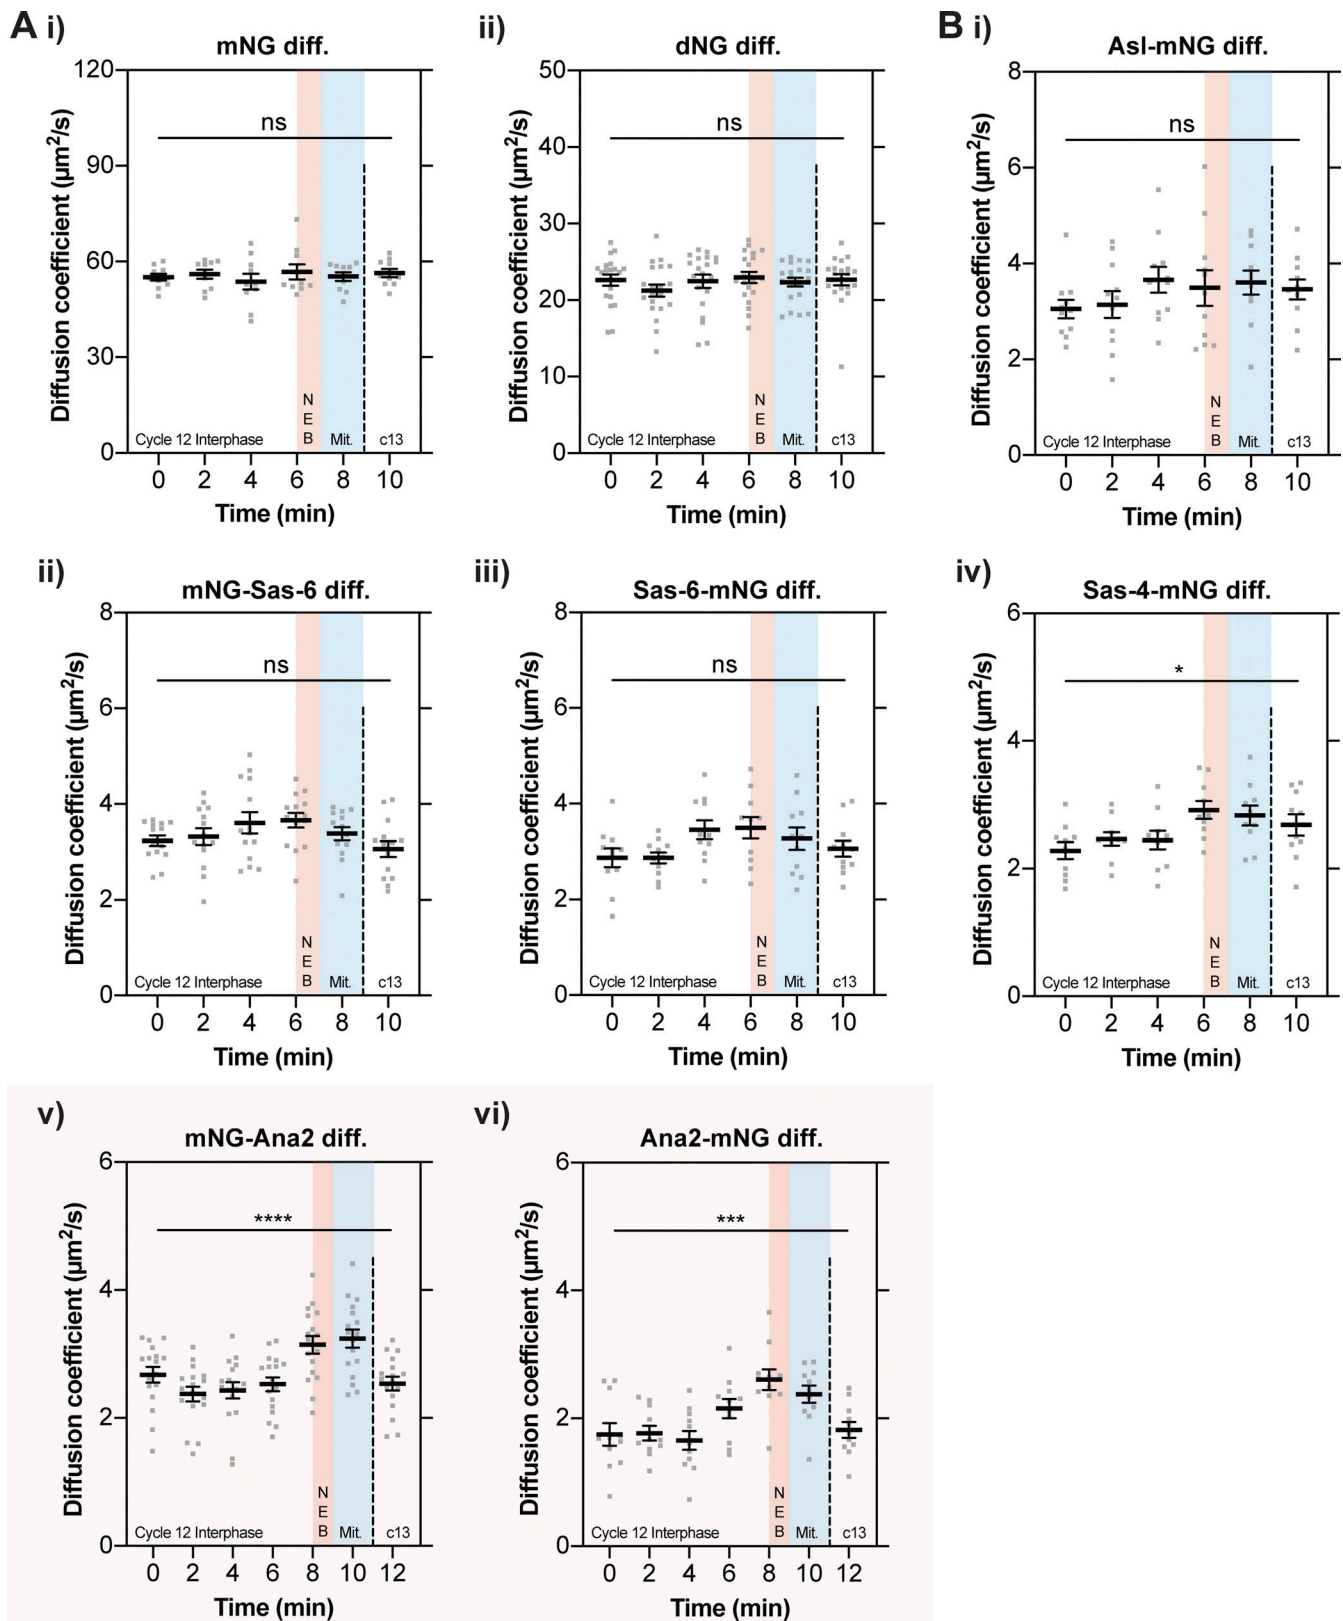 A i)
mNG diff.
Diffusion coefficient (µm²/s)
120
90
60
30
0
ns
N
E
B
Cycle 12 Interphase
Mit.
c13
0 2 4 6 8 10
Time (min)
ii)
dNG diff.
Diffusion coefficient (µm²/s)
50
40
30
20
10
0
ns
N
E
B
Cycle 12 Interphase
Mit.
c13
0 2 4 6 8 10
Time (min)
B i)
Asl-mNG diff.
Diffusion coefficient (µm²/s)
8
6
4
2
0
ns
N
E
B
Cycle 12 Interphase
Mit.
c13
0 2 4 6 8 10
Time (min)
ii)
mNG-Sas-6 diff.
Diffusion coefficient (µm²/s)
8
6
4
2
0
ns
N
E
B
Cycle 12 Interphase
Mit.
c13
0 2 4 6 8 10
Time (min)
iii)
Sas-6-mNG diff.
Diffusion coefficient (µm²/s)
8
6
4
2
0
ns
N
E
B
Cycle 12 Interphase
Mit.
c13
0 2 4 6 8 10
Time (min)
iv)
Sas-4-mNG diff.
Diffusion coefficient (µm²/s)
6
4
2
0
*
N
E
B
Cycle 12 Interphase
Mit.
c13
0 2 4 6 8 10
Time (min)
v)
mNG-Ana2 diff.
Diffusion coefficient (µm²/s)
6
4
2
0
****
N
E
B
Cycle 12 Interphase
Mit.
c13
0 2 4 6 8 10 12
Time (min)
vi)
Ana2-mNG diff.
Diffusion coefficient (µm²/s)
6
4
2
0
***
N
E
B
Cycle 12 Interphase
Mit.
c13
0 2 4 6 8 10 12
Time (min)